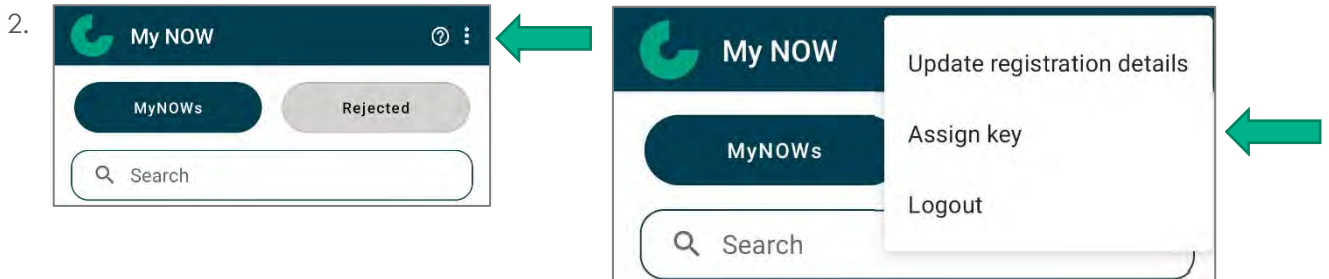 2.
My NOW
MyNOWs Rejected
Search
My NOW
Update registration details
Assign key
MyNOWs
Logout
Search